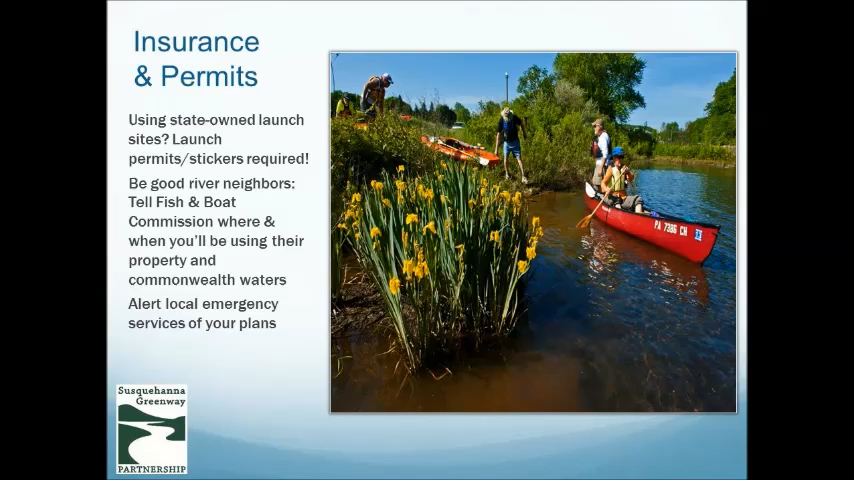 Insurance
& Permits
Using state-owned launch
sites? Launch
permits/stickers required!
Be good river neighbors:
Tell Fish & Boat
Commission where &
when you'll be using their
property and
commonwealth waters
Alert local emergency
services of your plans
PA 7386 CH
Susquehanna
Greenway
PARTNERSHIP